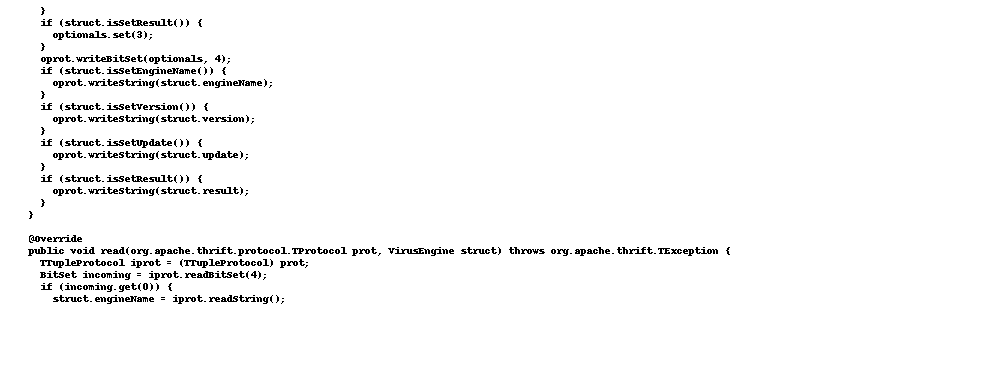 }
  if (struct.isSetResult()) {
    optionals.set(3);
  }
  oprot.writeBitSet(optionals, 4);
  if (struct.isSetEngineName()) {
    oprot.writeString(struct.engineName);
  }
  if (struct.isSetVersion()) {
    oprot.writeString(struct.version);
  }
  if (struct.isSetUpdate()) {
    oprot.writeString(struct.update);
  }
  if (struct.isSetResult()) {
    oprot.writeString(struct.result);
  }
}

@Override
public void read(org.apache.thrift.protocol.TProtocol prot, VirusEngine struct) throws org.apache.thrift.TException {
  TTupleProtocol iprot = (TTupleProtocol) prot;
  BitSet incoming = iprot.readBitSet(4);
  if (incoming.get(0)) {
    struct.engineName = iprot.readString();